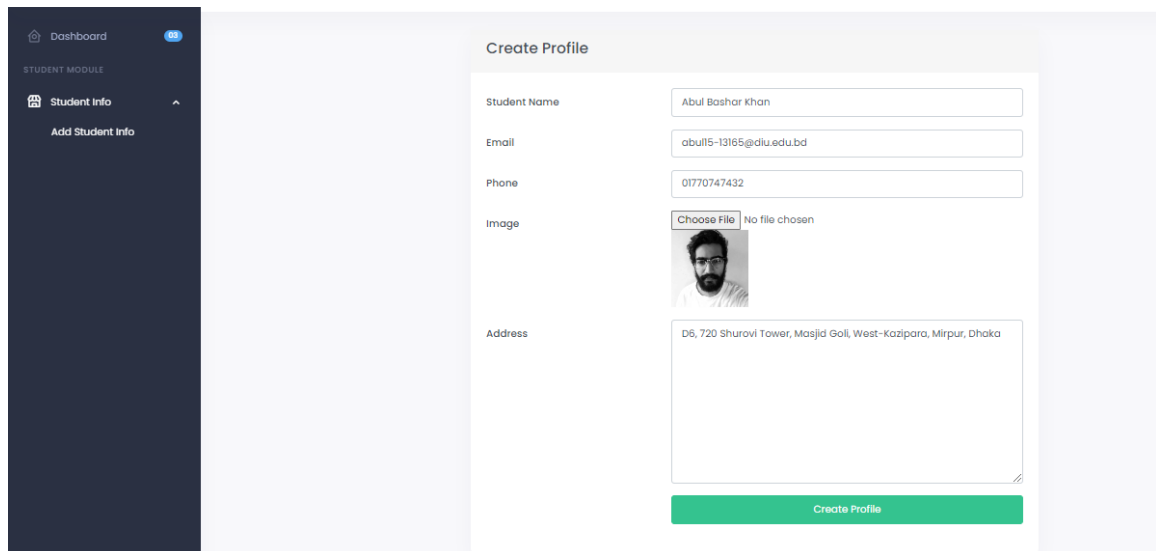 Dashboard
03
STUDENT MODULE
Student Info
Add Student Info
Create Profile
Student Name
Abul Bashar Khan
Email
abul15-13165@diu.edu.bd
Phone
01770747432
Image
Choose File No file chosen
Address
D6, 720 Shurovi Tower, Masjid Goli, West-Kazipara, Mirpur, Dhaka
Create Profile